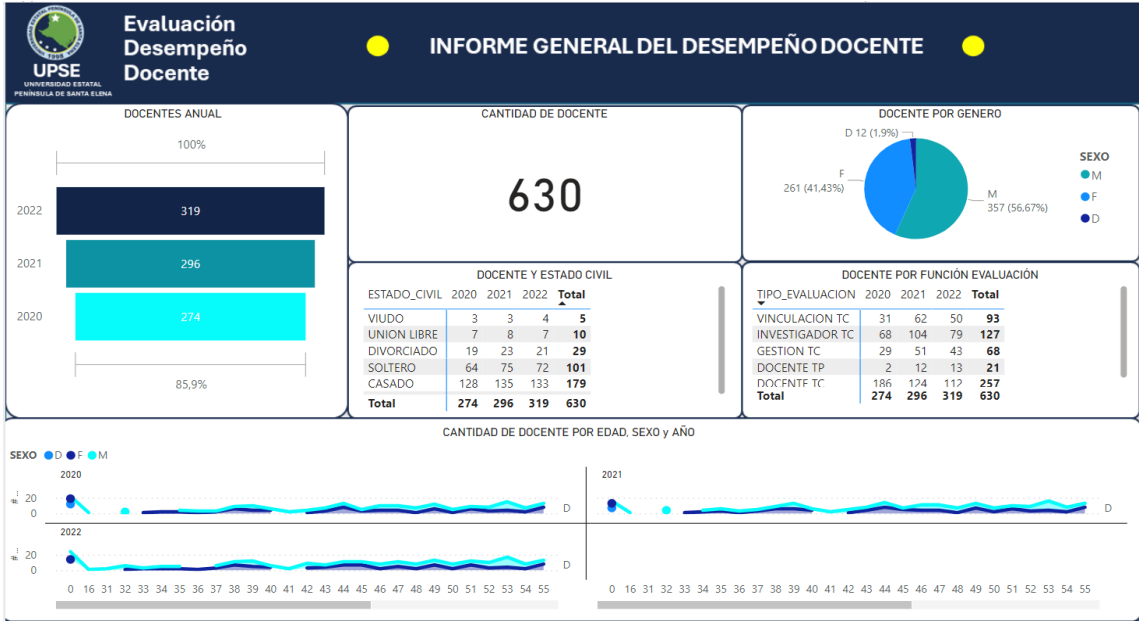 Evaluación
Desempeño
Docente
UPSE
UNIVERSIDAD ESTATAL
PENÍNSULA DE SANTA ELENA
INFORME GENERAL DEL DESEMPEÑO DOCENTE
DOCENTES ANUAL
100%
2022 319
2021 296
2020 274
85,9%
CANTIDAD DE DOCENTE
630
DOCENTE POR GENERO
D 12 (1.9%)
F
261 (41,43%)
M
357 (56,67%)
SEXO
M
F
D
DOCENTE Y ESTADO CIVIL
ESTADO_CIVIL 2020 2021 2022 Total
VIUDO 3 3 4 5
UNION LIBRE 7 8 7 10
DIVORCIADO 19 23 21 29
SOLTERO 64 75 72 101
CASADO 128 135 133 179
Total 274 296 319 630
DOCENTE POR FUNCIÓN EVALUACIÓN
TIPO_EVALUACION 2020 2021 2022 Total
VINCULACION TC 31 62 50 93
INVESTIGADOR TC 68 104 79 127
GESTION TC 29 51 43 68
DOCENTE TP 2 12 13 21
DOCENTE TC 186 124 112 257
Total 274 296 319 630
CANTIDAD DE DOCENTE POR EDAD, SEXO y AÑO
SEXO D F M
2020
20
0
D
2021
D
2022
20
0
D
0 16 31 32 33 34 35 36 37 38 39 40 41 42 43 44 45 46 47 48 49 50 51 52 53 54 55
0 16 31 32 33 34 35 36 37 38 39 40 41 42 43 44 45 46 47 48 49 50 51 52 53 54 55